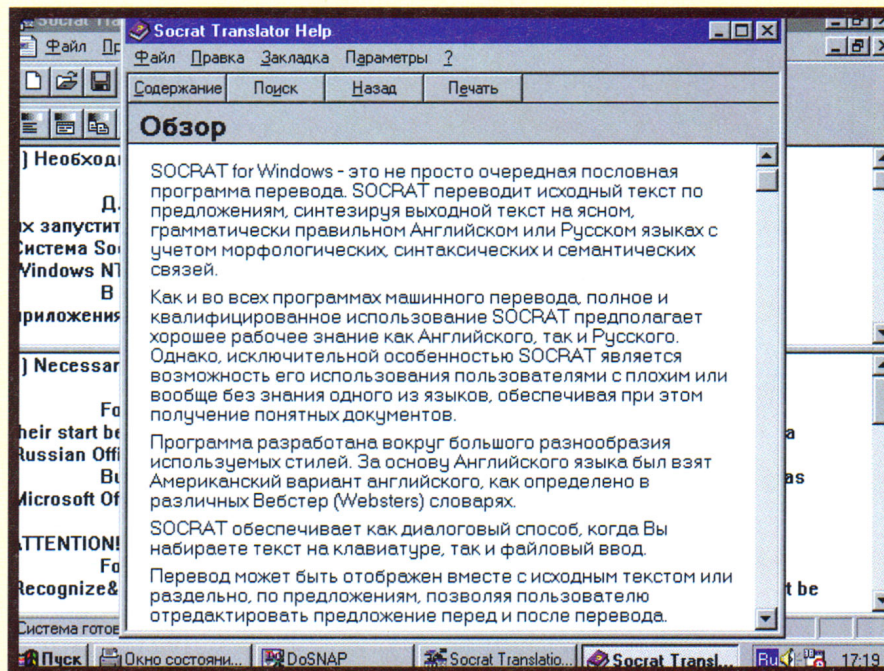 Socrat Translator Help
Файл Правка Закладка Параметры ?
Содержание Поиск Назад Печать
Обзор
SOCRAT for Windows - это не просто очередная пословная
программа перевода. SOCRAT переводит исходный текст по
предложениям, синтезируя выходной текст на ясном,
грамматически правильном Английском или Русском языках с
учетом морфологических, синтаксических и семантических
связей.
Как и во всех программах машинного перевода, полное и
квалифицированное использование SOCRAT предполагает
хорошее рабочее знание как Английского, так и Русского.
Однако, исключительной особенностью SOCRAT является
возможность его использования пользователями с плохим или
вообще без знания одного из языков, обеспечивая при этом
получение понятных документов.
Программа разработана вокруг большого разнообразия
используемых стилей. За основу Английского языка был взят
Американский вариант английского, как определено в
различных Вебстер (Websters) словарях.
SOCRAT обеспечивает как диалоговый способ, когда Вы
набираете текст на клавиатуре, так и файловый ввод.
Перевод может быть отображен вместе с исходным текстом или
раздельно, по предложениям, позволяя пользователю
отредактировать предложение перед и после перевода.
Файл
) Необход
Д.
их запустит
Система So
Windows NT
В
приложения
) Necessar
Fo
heir start be
a
Russian Offi
Bu
as
Microsoft Of
ATTENTION!
Fo
Recognize&
t be
Система готов
Пуск Окно состояни... DoSNAP Socrat Translatio... Socrat Transl... Ru 17:19